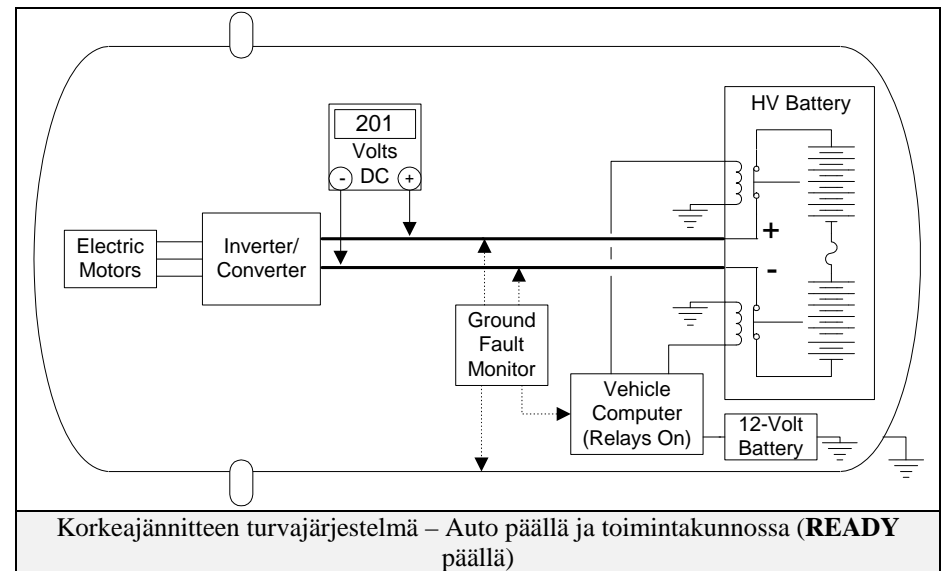 HV Battery
201
Volts
DC
-
+
+
-
Electric
Motors
Inverter/
Converter
Ground
Fault
Monitor
Vehicle
Computer
(Relays On)
12-Volt
Battery
Korkeajännitteen turvajärjestelmä – Auto päällä ja toimintakunnossa (READY
päällä)